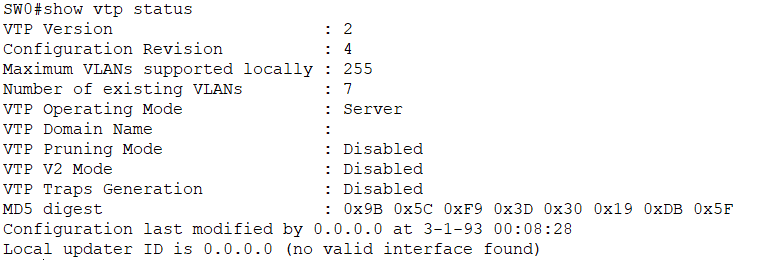 SW0#show vtp status
VTP Version                     : 2
Configuration Revision          : 4
Maximum VLANs supported locally : 255
Number of existing VLANs        : 7
VTP Operating Mode              : Server
VTP Domain Name                 :
VTP Pruning Mode                : Disabled
VTP V2 Mode                     : Disabled
VTP Traps Generation            : Disabled
MD5 digest                      : 0x9B 0x5C 0xF9 0x3D 0x30 0x19 0xDB 0x5F
Configuration last modified by 0.0.0.0 at 3-1-93 00:08:28
Local updater ID is 0.0.0.0 (no valid interface found)